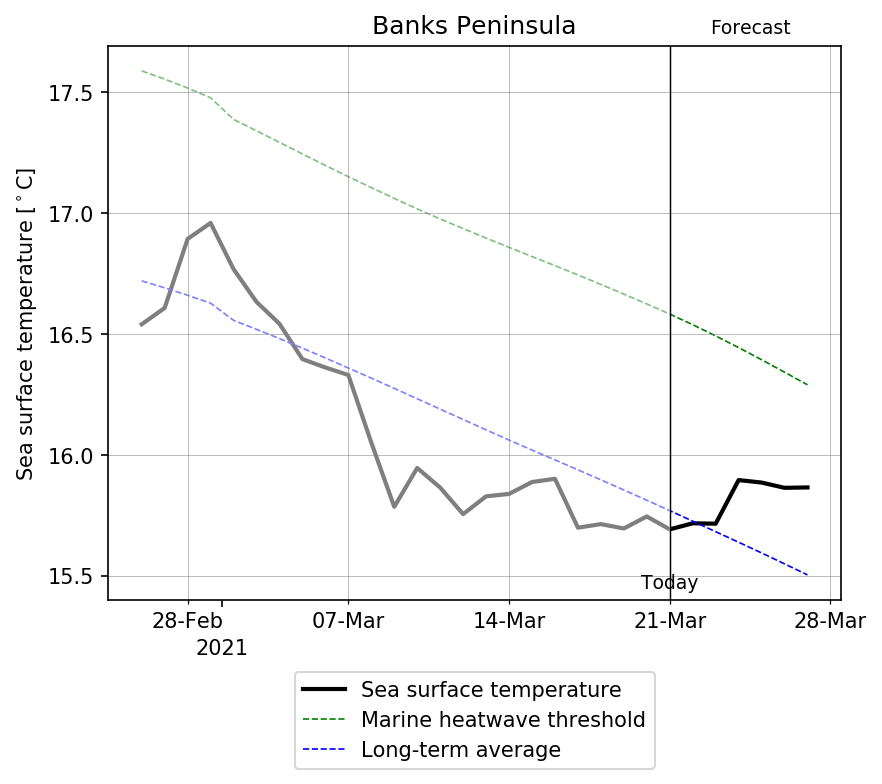 Banks Peninsula
Forecast
Sea surface temperature [°C]
17.5
17.0
16.5
16.0
15.5
Today
28-Feb 07-Mar 14-Mar 21-Mar 28-Mar
2021
Sea surface temperature
Marine heatwave threshold
Long-term average